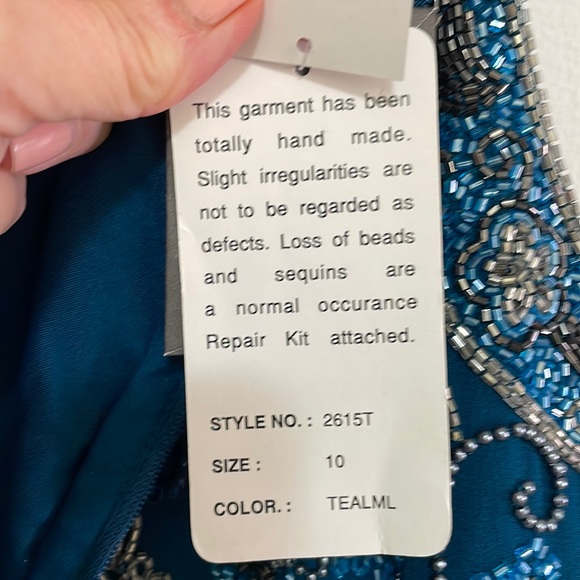 This garment has been
totally hand made.
Slight irregularities are
not to be regarded as
defects. Loss of beads
and sequins are
a normal occurance
Repair Kit attached.
STYLE NO. : 2615T
SIZE : 10
COLOR. : TEALML